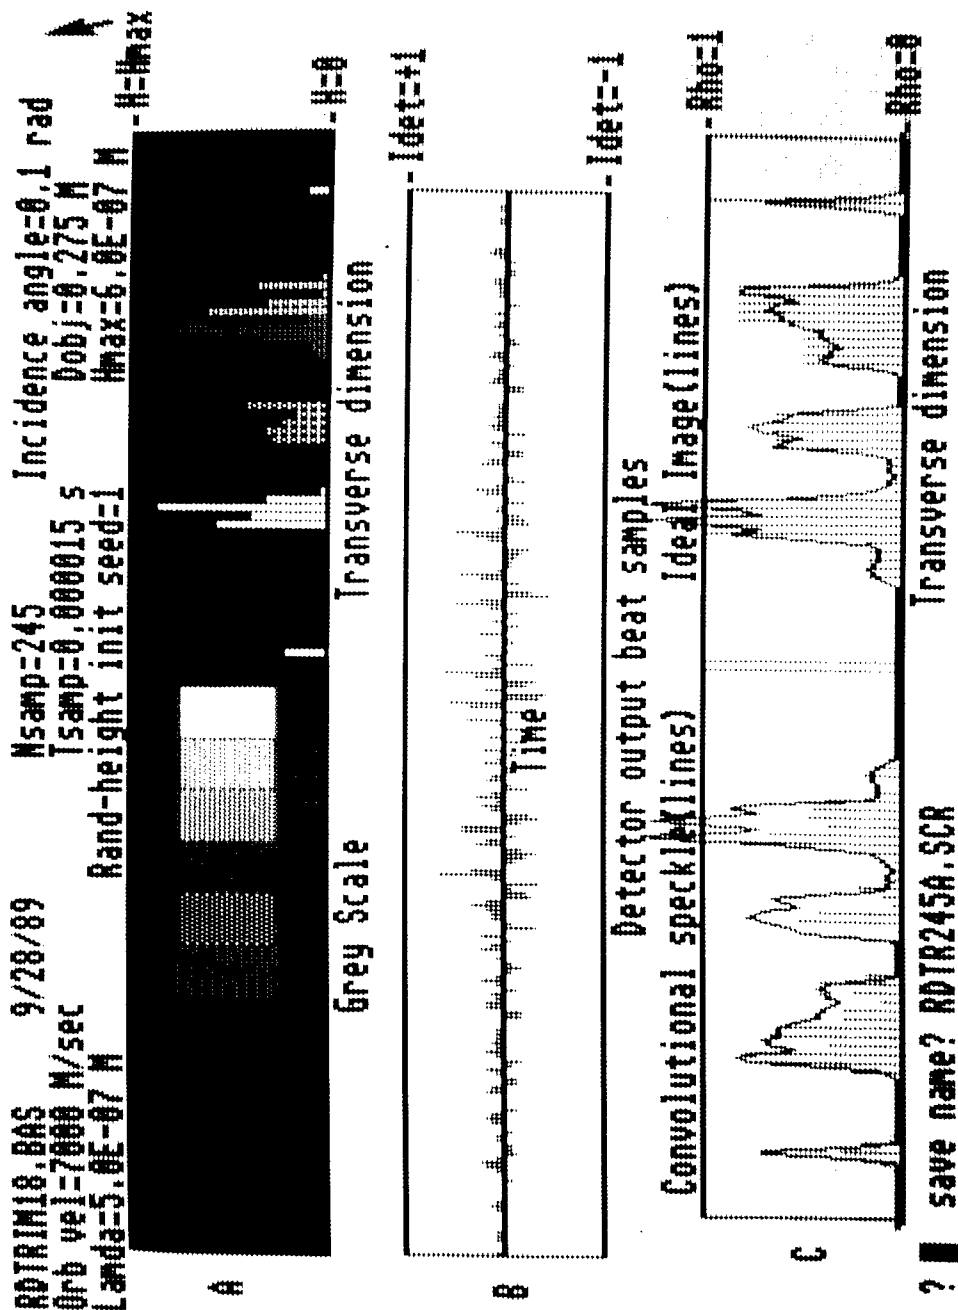 RDTRIM18.BAS 9/28/89 Nsamp=245 Incidence angle=0.1 rad
Orb vel=7000 M/sec Tsamp=0.000015 s Dobj=0.275 M
Lamda=5.0E-07 M Rand-height init seed=1 Hmax=6.0E-07 M
H=Hmax
A
H=0
Grey Scale Transverse dimension
Idet=+1
B
Time
Idet=-1
Detector output beat samples
Convolutional speckle(lines) Ideal Image(lines)
Rho=1
C
Rho=0
Transverse dimension
? save name? RDTR245A.SCR